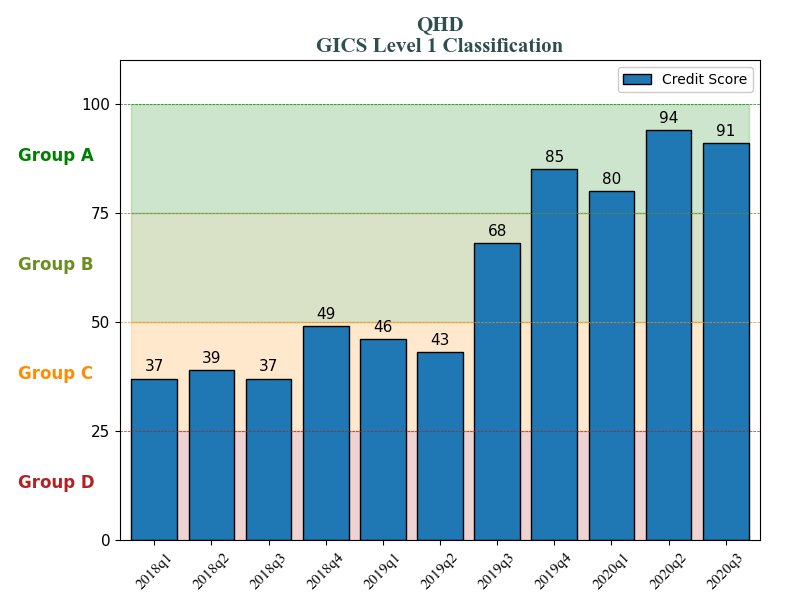 QHD
GICS Level 1 Classification
Credit Score
100
Group A
75
Group B
50
Group C
25
Group D
0
37
39
37
49
46
43
68
85
80
94
91
2018q1
2018q2
2018q3
2018q4
2019q1
2019q2
2019q3
2019q4
2020q1
2020q2
2020q3